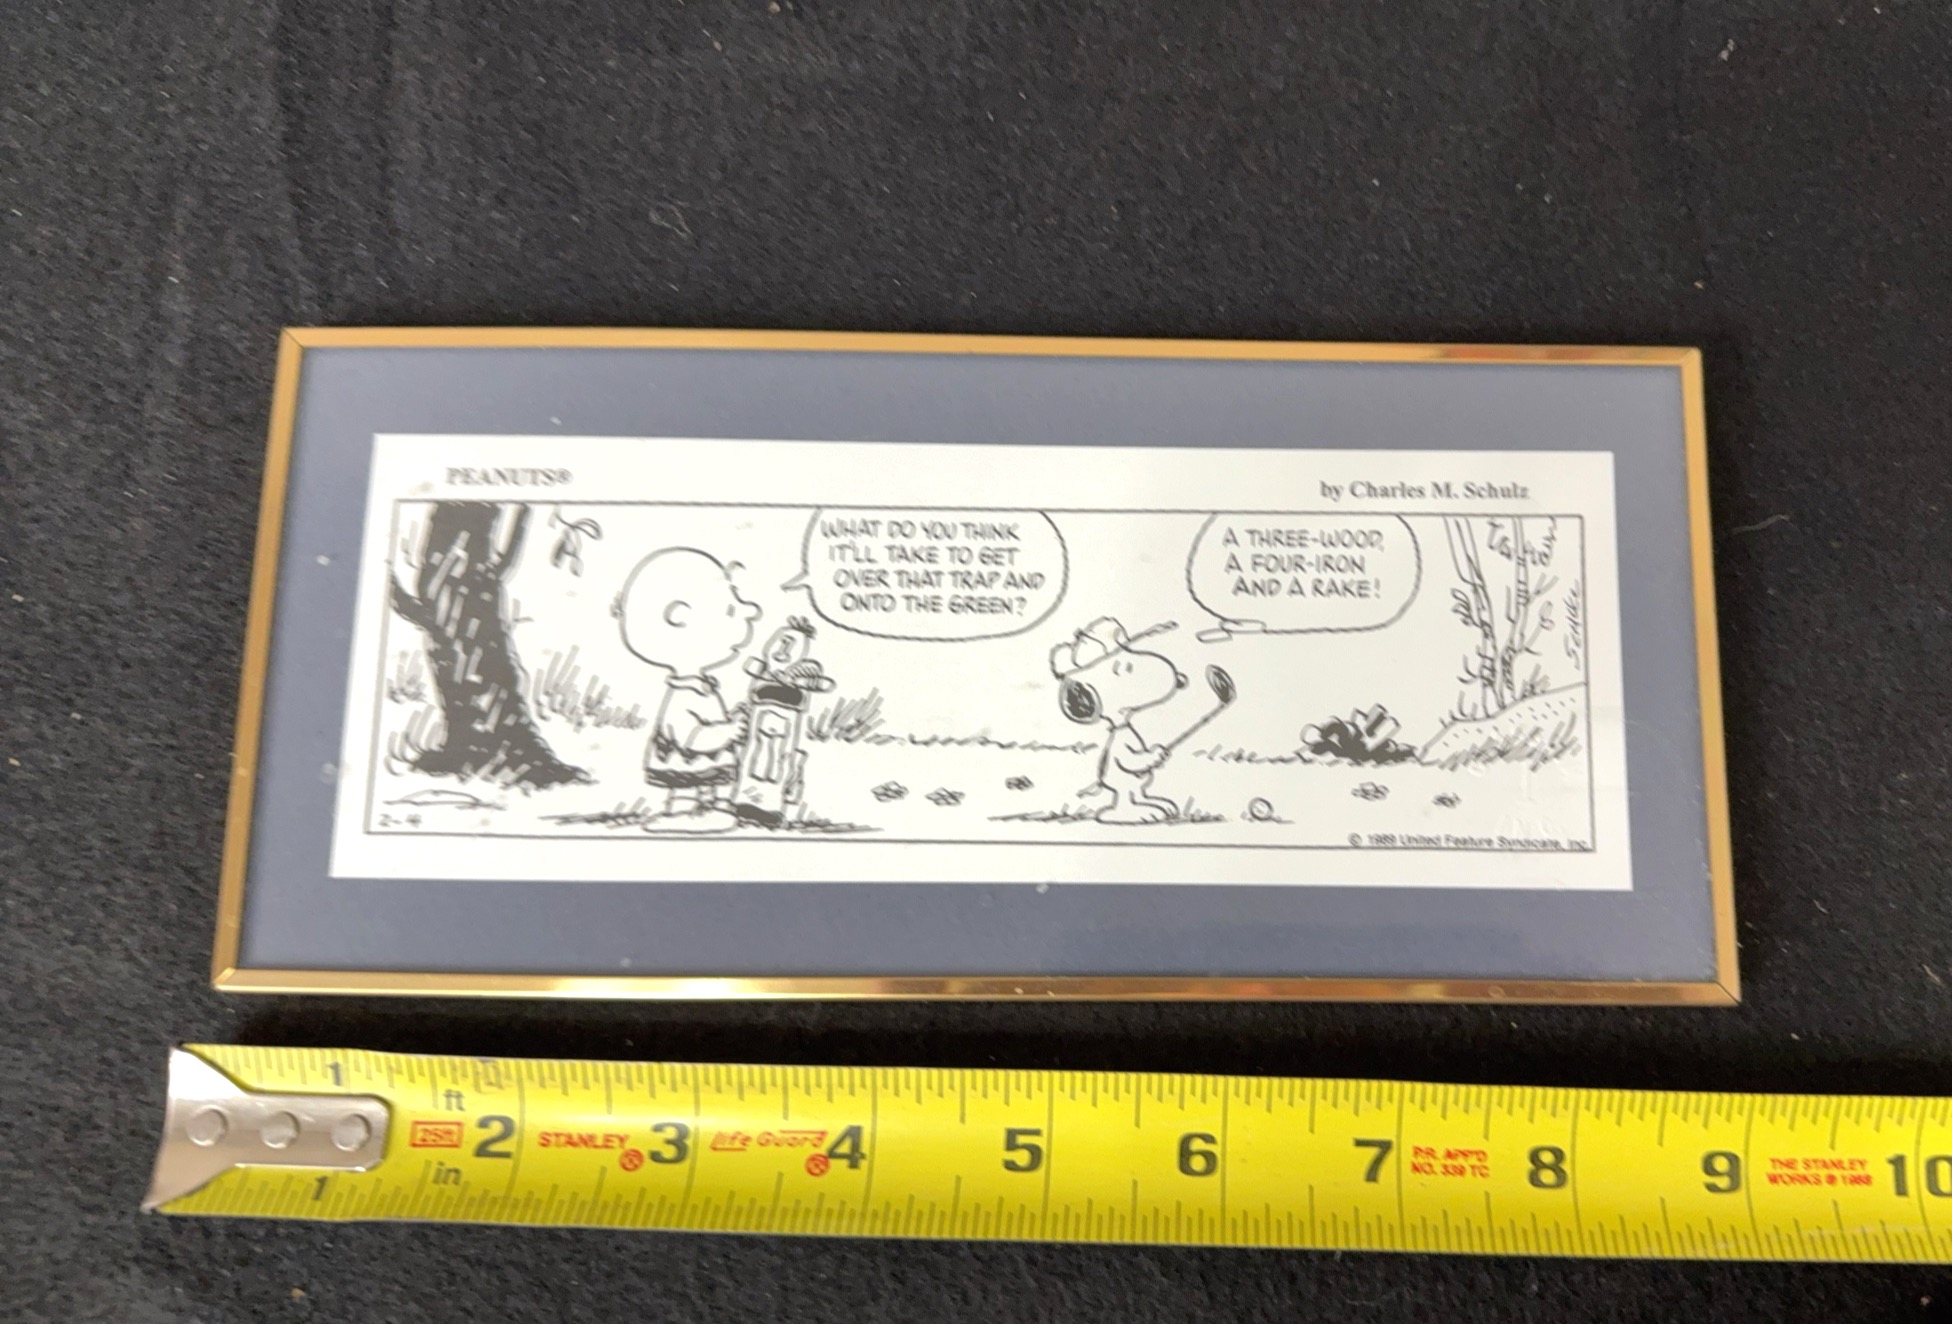 PEANUTS®
by Charles M. Schulz
WHAT DO YOU THINK
IT'LL TAKE TO GET
OVER THAT TRAP AND
ONTO THE GREEN?
A THREE-WOOD,
A FOUR-IRON
AND A RAKE!
SCHULZ
2-4
© 1989 United Feature Syndicate, Inc.
1 ft
25ft 2 STANLEY® 3 Life Guard® 4 5 6 7 P.R. APP'D 8 9 THE STANLEY 10
NO. 339 TC WORKS ® 1988
1 in